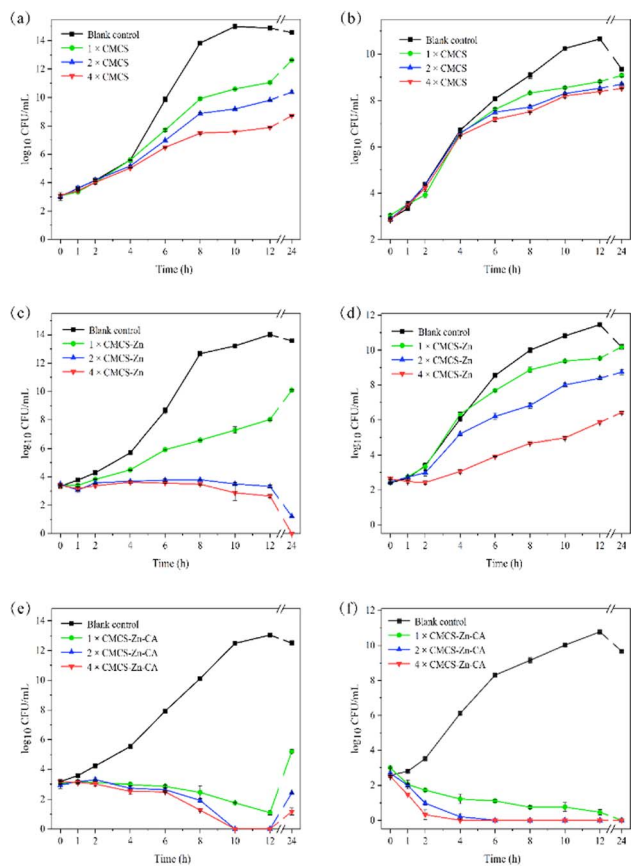 (a)
Blank control
1 × CMCS
2 × CMCS
4 × CMCS
log10 CFU/mL
16
14
12
10
8
6
4
2
0
0 1 2 4 6 8 10 12 24
Time (h)
(b)
Blank control
1 × CMCS
2 × CMCS
4 × CMCS
log10 CFU/mL
10
8
6
4
2
0 1 2 4 6 8 10 12 24
Time (h)
(c)
Blank control
1 × CMCS-Zn
2 × CMCS-Zn
4 × CMCS-Zn
log10 CFU/mL
16
14
12
10
8
6
4
2
0
0 1 2 4 6 8 10 12 24
Time (h)
(d)
Blank control
1 × CMCS-Zn
2 × CMCS-Zn
4 × CMCS-Zn
log10 CFU/mL
12
10
8
6
4
2
0
0 1 2 4 6 8 10 12 24
Time (h)
(e)
Blank control
1 × CMCS-Zn-CA
2 × CMCS-Zn-CA
4 × CMCS-Zn-CA
log10 CFU/mL
14
12
10
8
6
4
2
0
0 1 2 4 6 8 10 12 24
Time (h)
(f)
Blank control
1 × CMCS-Zn-CA
2 × CMCS-Zn-CA
4 × CMCS-Zn-CA
log10 CFU/mL
12
10
8
6
4
2
0
0 1 2 4 6 8 10 12 24
Time (h)